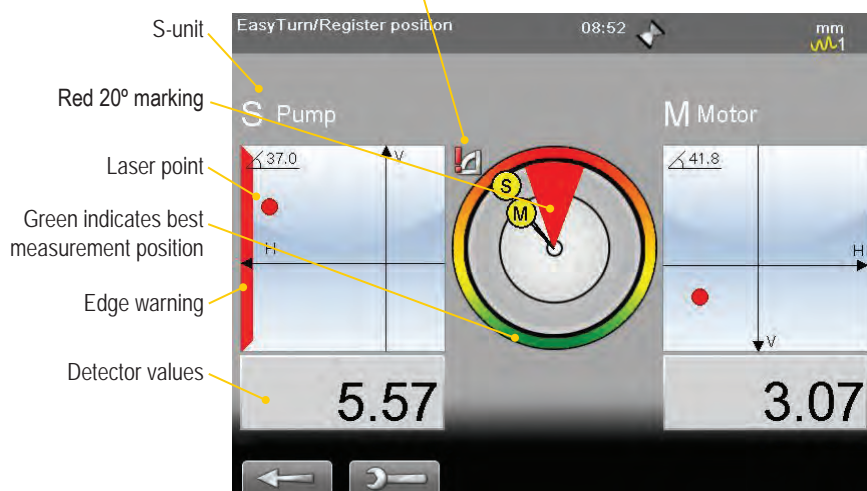 S-unit
EasyTurn/Register position 08:52 mm
1
Red 20º marking
S Pump
M Motor
Laser point
37.0
V
41.8
S
M
Green indicates best
measurement position
H
H
Edge warning
V
Detector values
5.57
3.07